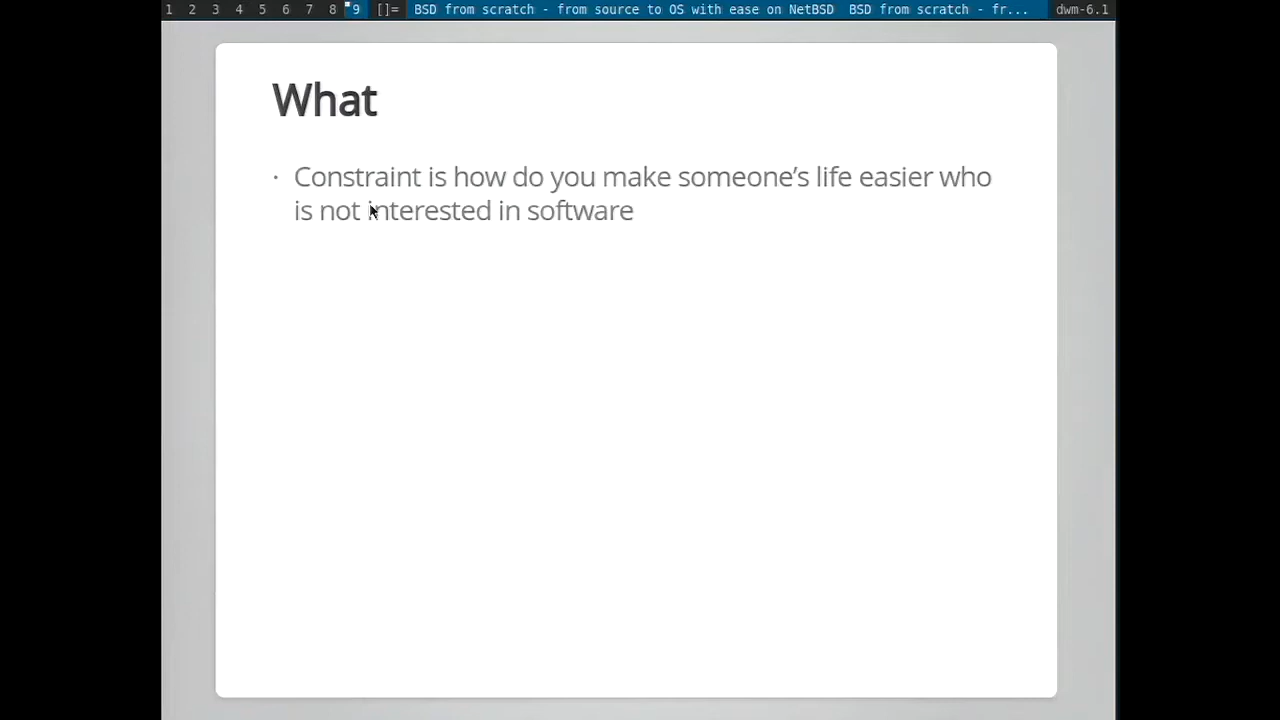 1 2 3 4 5 6 7 8 9 []= BSD from scratch - from source to OS with ease on NetBSD BSD from scratch - fr... dwm-6.1
What
· Constraint is how do you make someone’s life easier who
is not interested in software